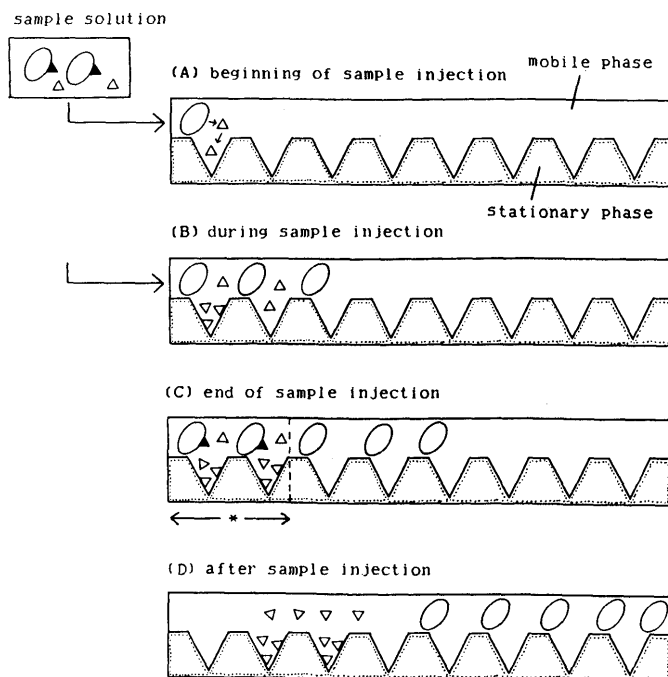 sample solution
(A) beginning of sample injection
mobile phase
stationary phase
(B) during sample injection
(C) end of sample injection
*
(D) after sample injection